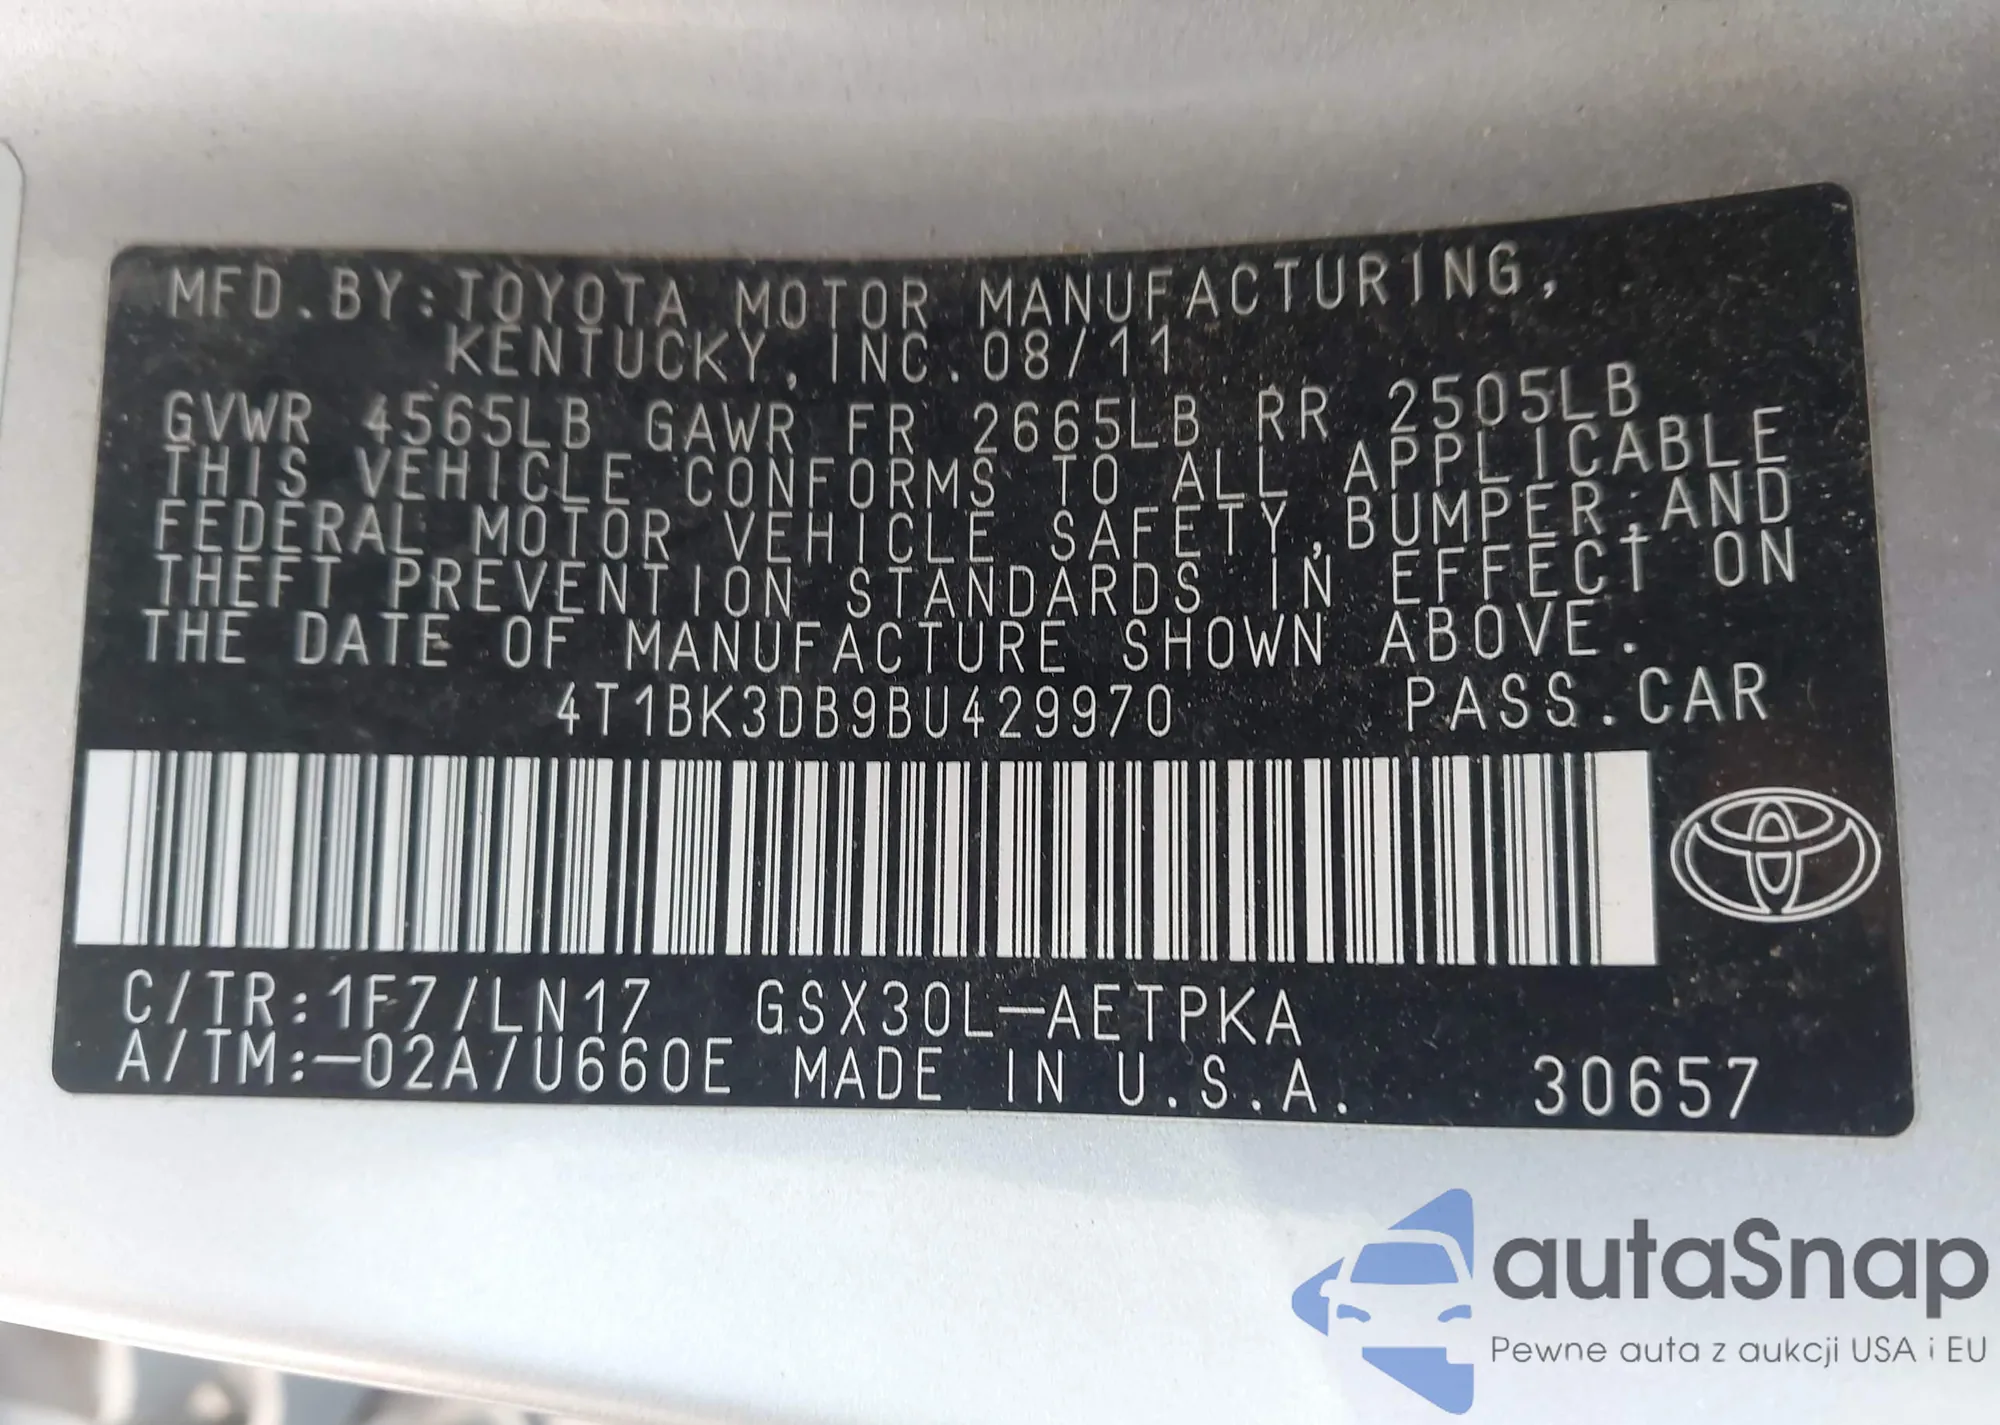 MFD.BY:TOYOTA MOTOR MANUFACTURING,
KENTUCKY, INC. 08/11
GVWR 4565LB GAWR FR 2665LB RR 2505LB
THIS VEHICLE CONFORMS TO ALL APPLICABLE
FEDERAL MOTOR VEHICLE SAFETY, BUMPER, AND
THEFT PREVENTION STANDARDS IN EFFECT ON
THE DATE OF MANUFACTURE SHOWN ABOVE.
4T1BK3DB9BU429970 PASS.CAR
C/TR:1F7/LN17 GSX30L-AETPKA
A/TM:-02A/U660E MADE IN U.S.A. 30657
autaSnap
Pewne auta z aukcji USA i EU